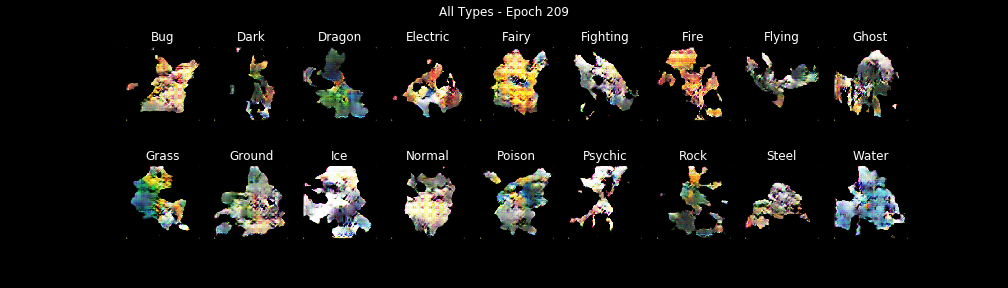 All Types - Epoch 209
Bug Dark Dragon Electric Fairy Fighting Fire Flying Ghost
Grass Ground Ice Normal Poison Psychic Rock Steel Water